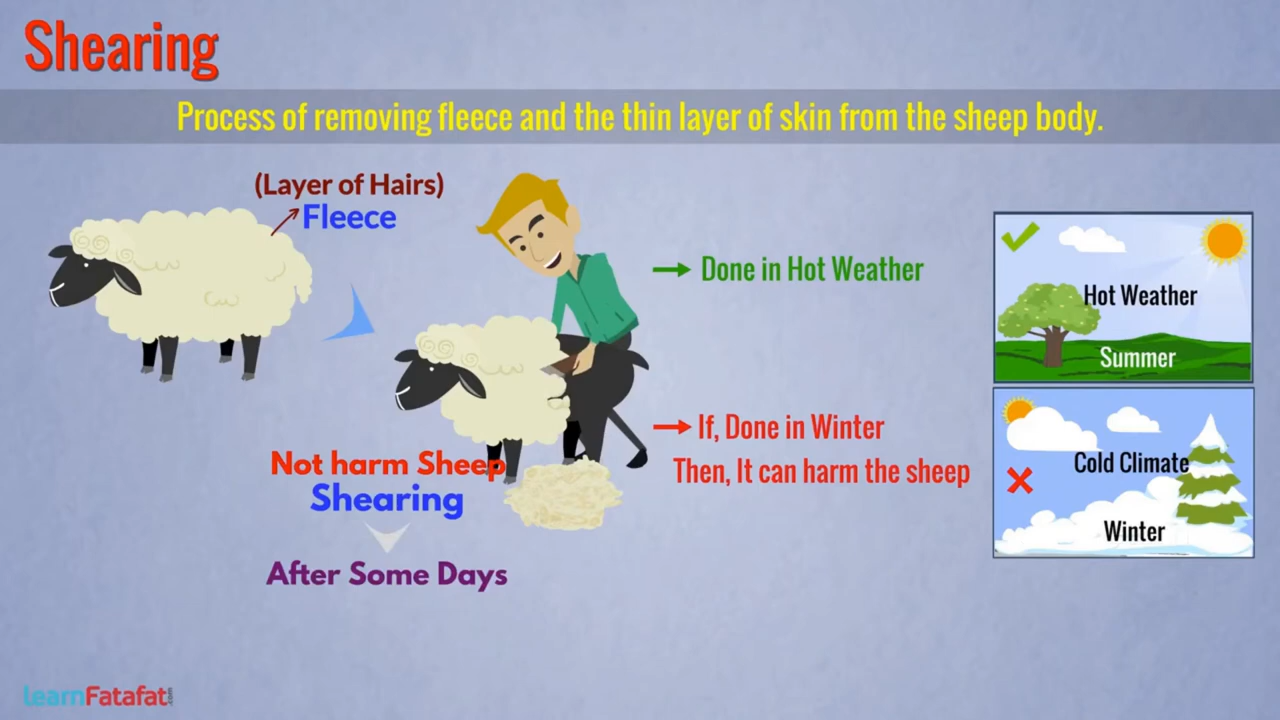 Shearing
Process of removing fleece and the thin layer of skin from the sheep body.
(Layer of Hairs)
Fleece
Done in Hot Weather
Hot Weather
Summer
If, Done in Winter
Then, It can harm the sheep
Cold Climate
Winter
Not harm Sheep
Shearing
After Some Days
learnFatafat.com